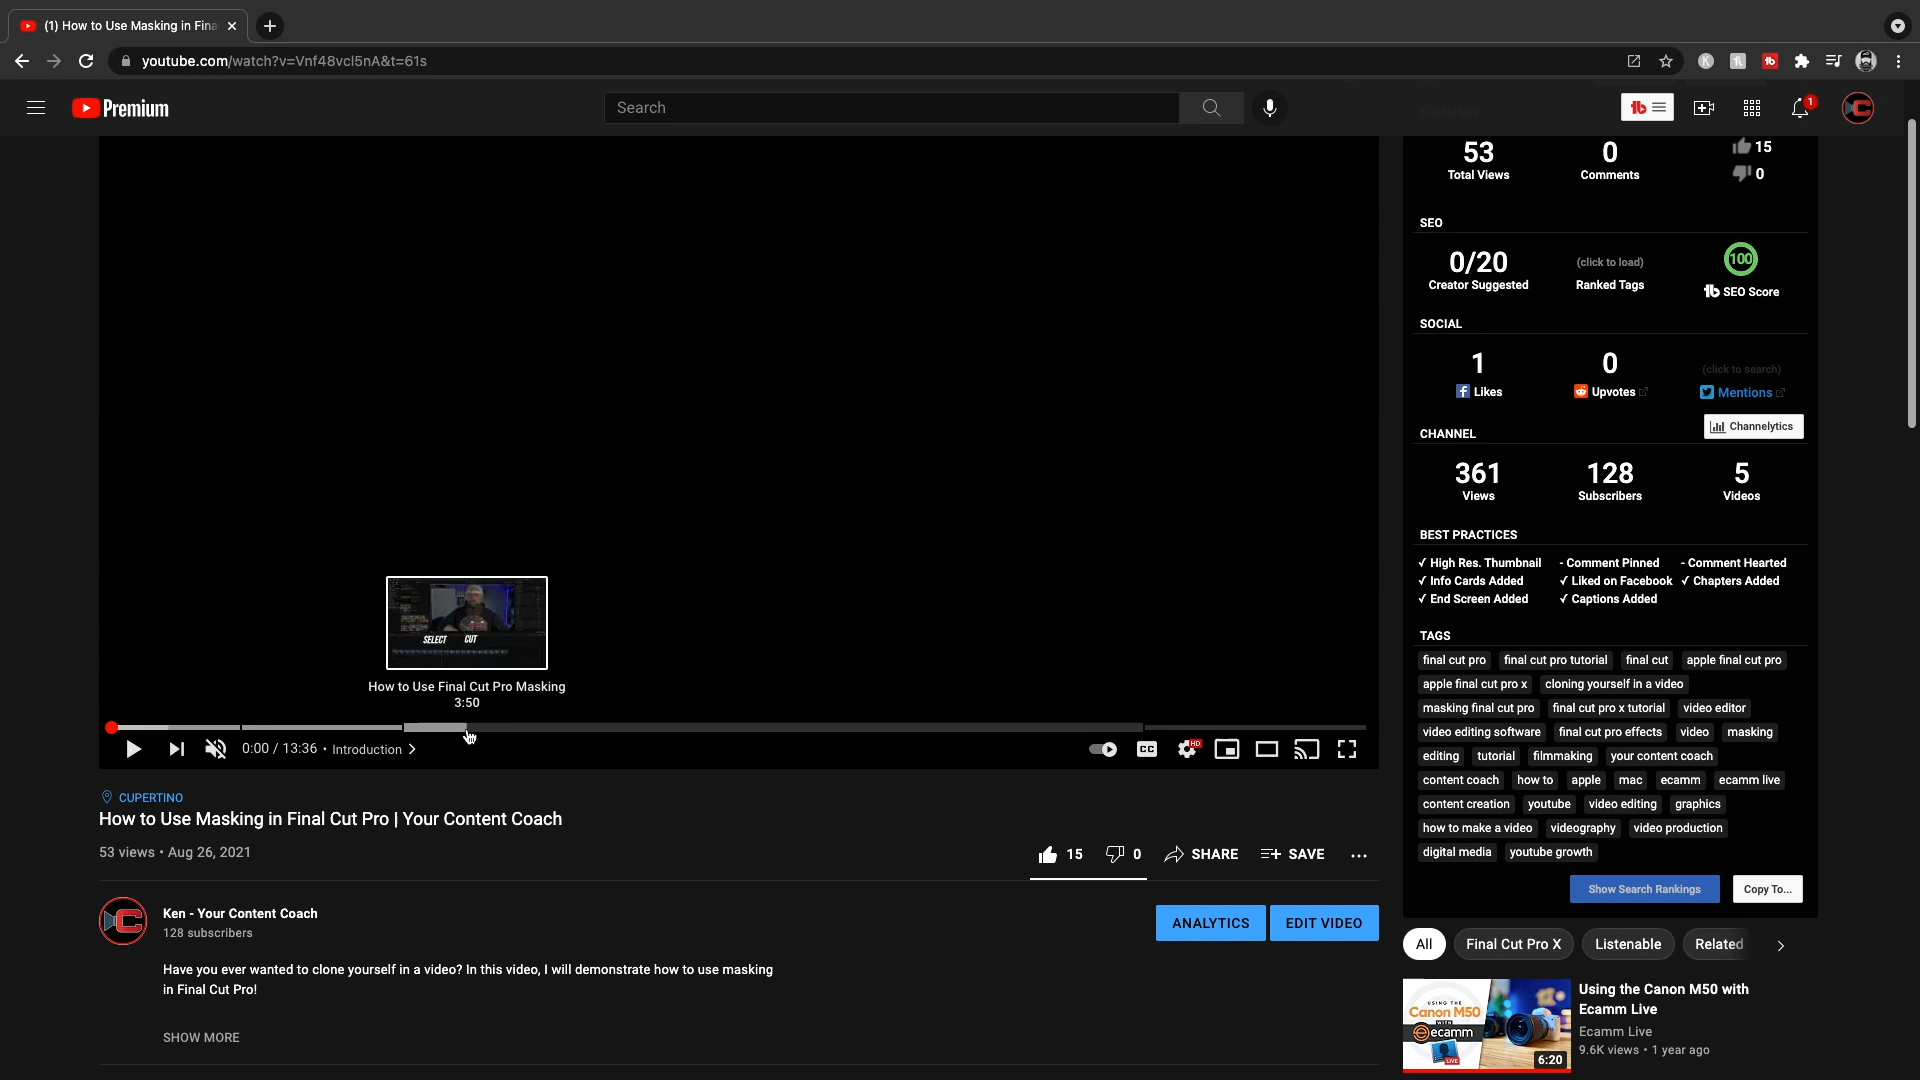 (1) How to Use Masking in Fina
youtube.com/watch?v=Vnf48vcl5nA&t=61s
Premium
Search
1
SUMMARY
53
Total Views
0
Comments
15
0
SEO
0/20
Creator Suggested
(click to load)
Ranked Tags
100
SEO Score
SOCIAL
1
Likes
0
Upvotes
(click to search)
Mentions
CHANNEL
Channelytics
361
Views
128
Subscribers
5
Videos
BEST PRACTICES
✓ High Res. Thumbnail - Comment Pinned - Comment Hearted
✓ Info Cards Added ✓ Liked on Facebook ✓ Chapters Added
✓ End Screen Added ✓ Captions Added
TAGS
final cut pro final cut pro tutorial final cut apple final cut pro
apple final cut pro x cloning yourself in a video
masking final cut pro final cut pro x tutorial video editor
video editing software final cut pro effects video masking
editing tutorial filmmaking your content coach
content coach how to apple mac ecamm ecamm live
content creation youtube video editing graphics
how to make a video videography video production
digital media youtube growth
Show Search Rankings Copy To...
SELECT CUT
How to Use Final Cut Pro Masking
3:50
0:00 / 13:36 • Introduction
CC
HD
CUPERTINO
How to Use Masking in Final Cut Pro | Your Content Coach
53 views • Aug 26, 2021
15 0 SHARE SAVE ...
Ken - Your Content Coach
128 subscribers
ANALYTICS EDIT VIDEO
Have you ever wanted to clone yourself in a video? In this video, I will demonstrate how to use masking
in Final Cut Pro!
SHOW MORE
All Final Cut Pro X Listenable Related
USING THE
Canon M50
WITH
ecamm
LIVE
6:20
Using the Canon M50 with
Ecamm Live
Ecamm Live
9.6K views • 1 year ago